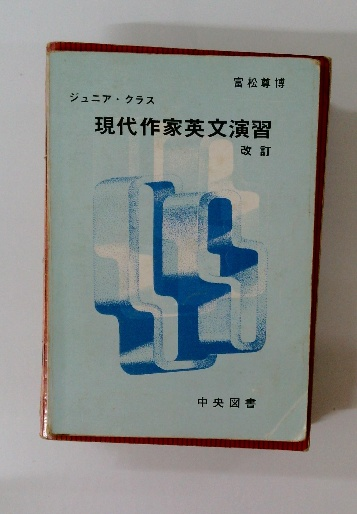 富松尊博
ジュニア・クラス
現代作家英文演習
改訂
中央図書